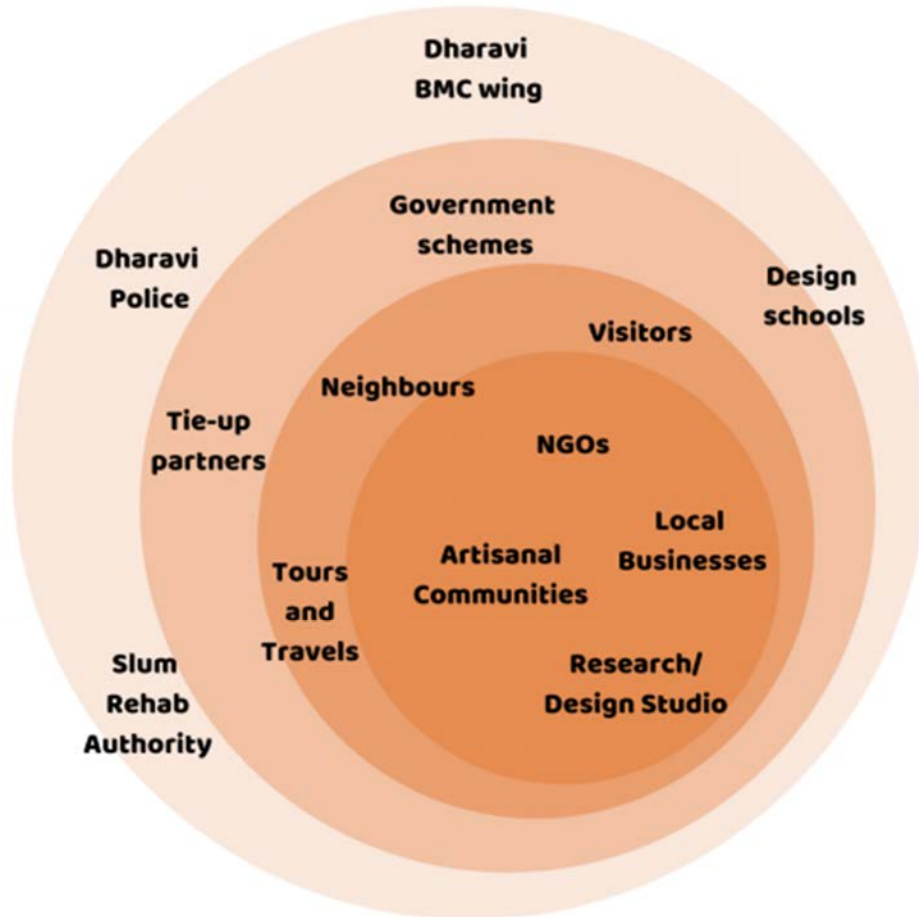 Dharavi
BMC wing
Government
schemes
Dharavi
Police
Design
schools
Visitors
Neighbours
Tie-up
partners
NGOs
Local
Businesses
Artisanal
Communities
Tours
and
Travels
Slum
Rehab
Authority
Research/
Design Studio